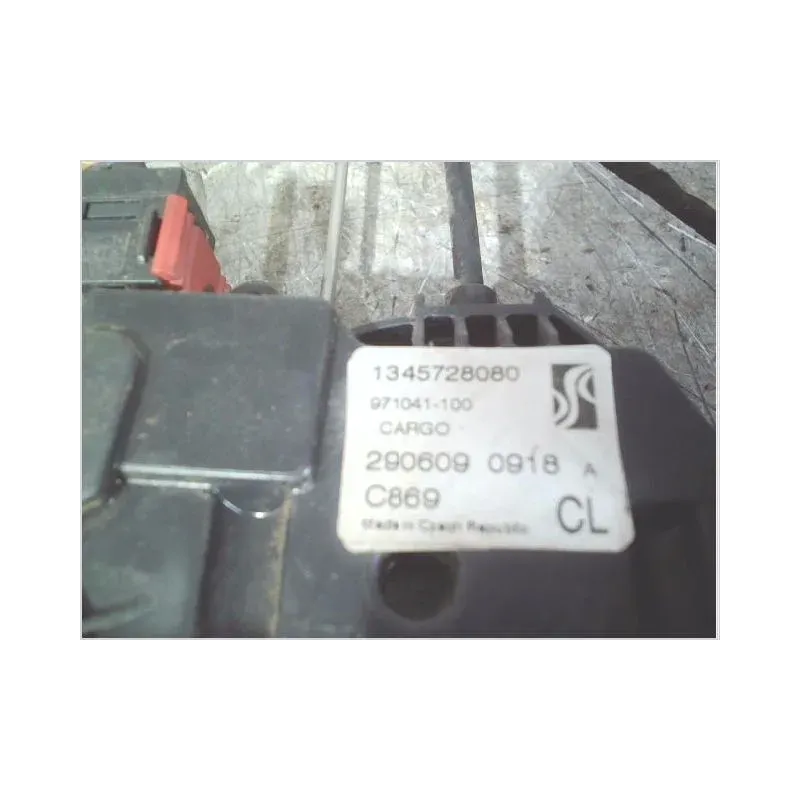 1345728080
971041-100
CARGO
290609 0918 A
C869
Made in Czech Republic
CL